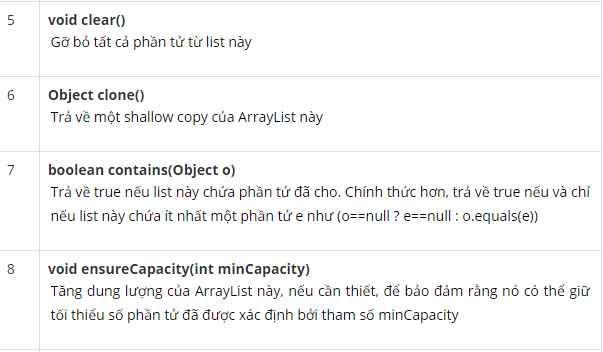 5 void clear()
Gỡ bỏ tất cả phần tử từ list này
6 Object clone()
Trả về một shallow copy của ArrayList này
7 boolean contains(Object o)
Trả về true nếu list này chứa phần tử đã cho. Chính thức hơn, trả về true nếu và chỉ
nếu list này chứa ít nhất một phần tử e như (o==null ? e==null : o.equals(e))
8 void ensureCapacity(int minCapacity)
Tăng dung lượng của ArrayList này, nếu cần thiết, để bảo đảm rằng nó có thể giữ
tối thiểu số phần tử đã được xác định bởi tham số minCapacity